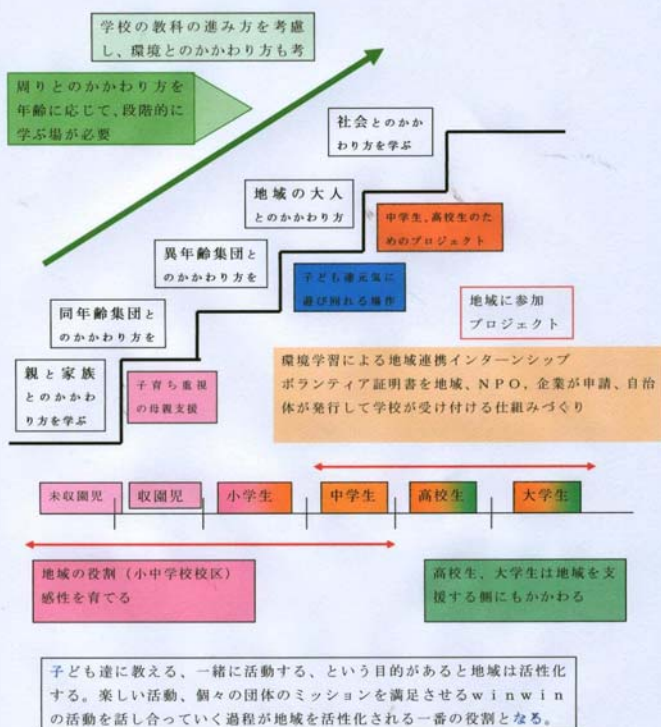 学校の教科の進み方を考慮
し、環境とのかかわり方も考
周りとのかかわり方を
年齢に応じて、段階的に
学ぶ場が必要
社会とのかか
わり方を学ぶ
地域の大人
とのかかわり方
中学生、高校生のた
めのプロジェクト
異年齢集団と
のかかわり方を
子ども達元気に
遊び回れる場作
地域に参加
プロジェクト
同年齢集団と
のかかわり方を
環境学習による地域連携インターンシップ
ボランティア証明書を地域、NPO、企業が申請、自治
体が発行して学校が受け付ける仕組みづくり
親と家族
とのかかわ
り方を学ぶ
子育ち重視
の母親支援
未収園児 収園児 小学生 中学生 高校生 大学生
地域の役割（小中学校校区）
感性を育てる
高校生、大学生は地域を支
援する側にもかかわる
子ども達に教える、一緒に活動する、という目的があると地域は活性化
する。楽しい活動、個々の団体のミッションを満足させるｗｉｎｗｉｎ
の活動を話し合っていく過程が地域を活性化される一番の役割となる。